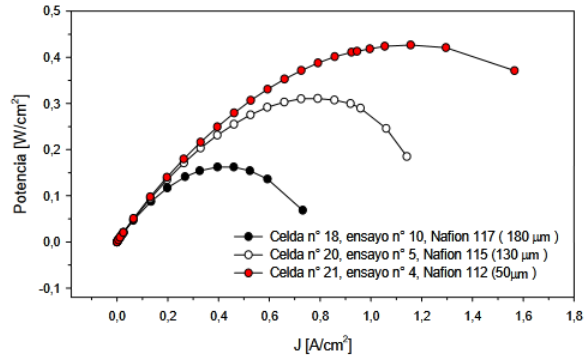 0,5
0,4
0,3
0,2
0,1
0,0
-0,1
Potencia [W/cm²]
Celda n° 18, ensayo n° 10, Nafion 117 ( 180 μm )
Celda n° 20, ensayo n° 5, Nafion 115 (130 μm )
Celda n° 21, ensayo n° 4, Nafion 112 (50μm )
0,0 0,2 0,4 0,6 0,8 1,0 1,2 1,4 1,6 1,8
J [A/cm²]